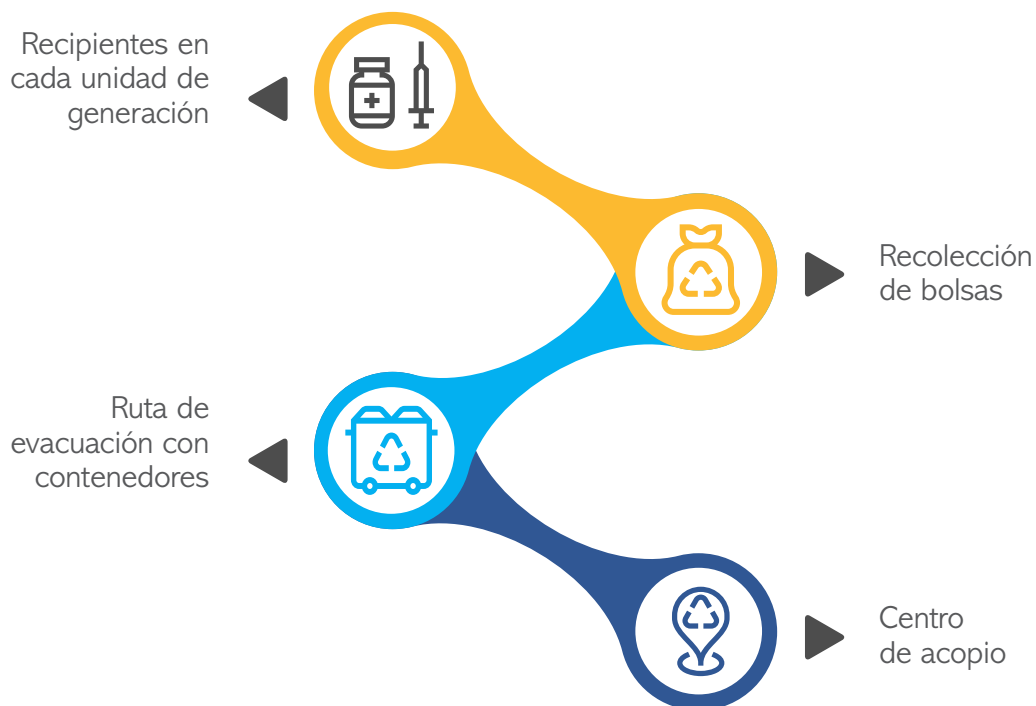 Recipientes en
cada unidad de
generación
Recolección
de bolsas
Ruta de
evacuación con
contenedores
Centro
de acopio